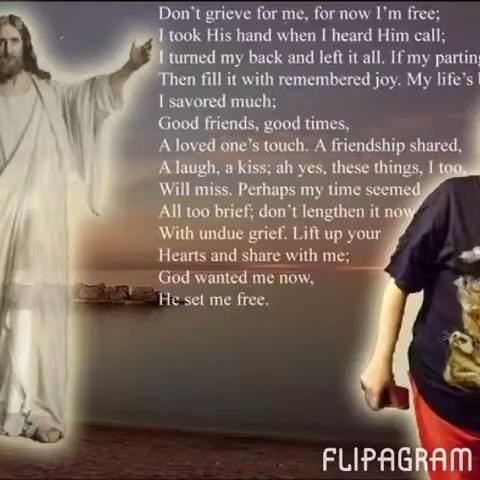 Don't grieve for me, for now I'm free;
I took His hand when I heard Him call;
I turned my back and left it all. If my parting
Then fill it with remembered joy. My life's
I savored much;
Good friends, good times,
A loved one's touch. A friendship shared,
A laugh, a kiss; ah yes, these things, I too,
Will miss. Perhaps my time seemed
All too brief; don't lengthen it now
With undue grief. Lift up your
Hearts and share with me;
God wanted me now,
He set me free.
FLIPAGRAM